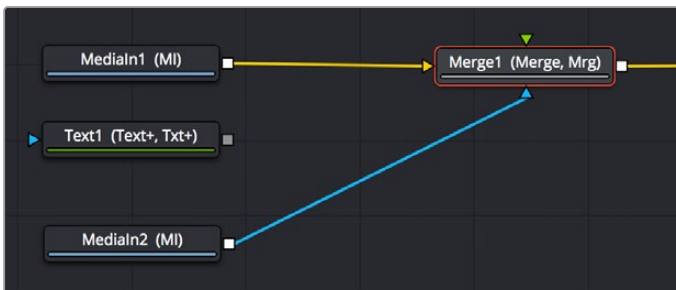 MediaIn1 (MI)
Merge1 (Merge, Mrg)
Text1 (Text+, Txt+)
MediaIn2 (MI)